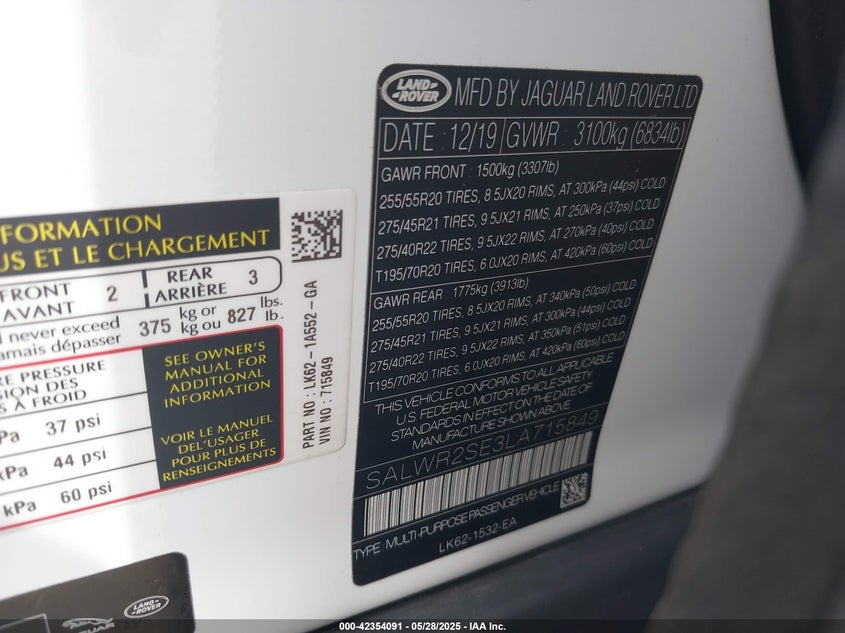 LAND ROVER
MFD BY JAGUAR LAND ROVER LTD
DATE : 12/19 GVWR : 3100kg (6834lb)
GAWR FRONT : 1500kg (3307lb)
255/55R20 TIRES, 8.5JX20 RIMS, AT 300kPa (44psi) COLD
275/45R21 TIRES, 9.5JX21 RIMS, AT 250kPa (37psi) COLD
275/40R22 TIRES, 9.5JX22 RIMS, AT 270kPa (40psi) COLD
T195/70R20 TIRES, 6.0JX20 RIMS, AT 420kPa (60psi) COLD
GAWR REAR : 1775kg (3913lb)
255/55R20 TIRES, 8.5JX20 RIMS, AT 340kPa (50psi) COLD
275/45R21 TIRES, 9.5JX21 RIMS, AT 300kPa (44psi) COLD
275/40R22 TIRES, 9.5JX22 RIMS, AT 350kPa (51psi) COLD
T195/70R20 TIRES, 6.0JX20 RIMS, AT 420kPa (60psi) COLD
THIS VEHICLE CONFORMS TO ALL APPLICABLE
U.S. FEDERAL MOTOR VEHICLE SAFETY
STANDARDS IN EFFECT ON THE DATE OF
MANUFACTURE SHOWN ABOVE.
SALWR2SE3LA715849
TYPE : MULTI-PURPOSE PASSENGER VEHICLE
LK62-1532-EA
NFORMATION
US ET LE CHARGEMENT
FRONT 2 REAR 3
AVANT ARRIÈRE
never exceed 375 kg or 827 lbs.
amais dépasser kg ou lb.
RE PRESSURE
SSION DES
S À FROID
Pa 37 psi
kPa 44 psi
kPa 60 psi
SEE OWNER'S
MANUAL FOR
ADDITIONAL
INFORMATION
VOIR LE MANUEL
DEL'USAGER
POUR PLUS DE
RENSEIGNEMENTS
PART NO : LK62-1A552-GA
VIN NO : 715849
JAGUAR
LAND ROVER
000-42354091 - 05/28/2025 - IAA Inc.